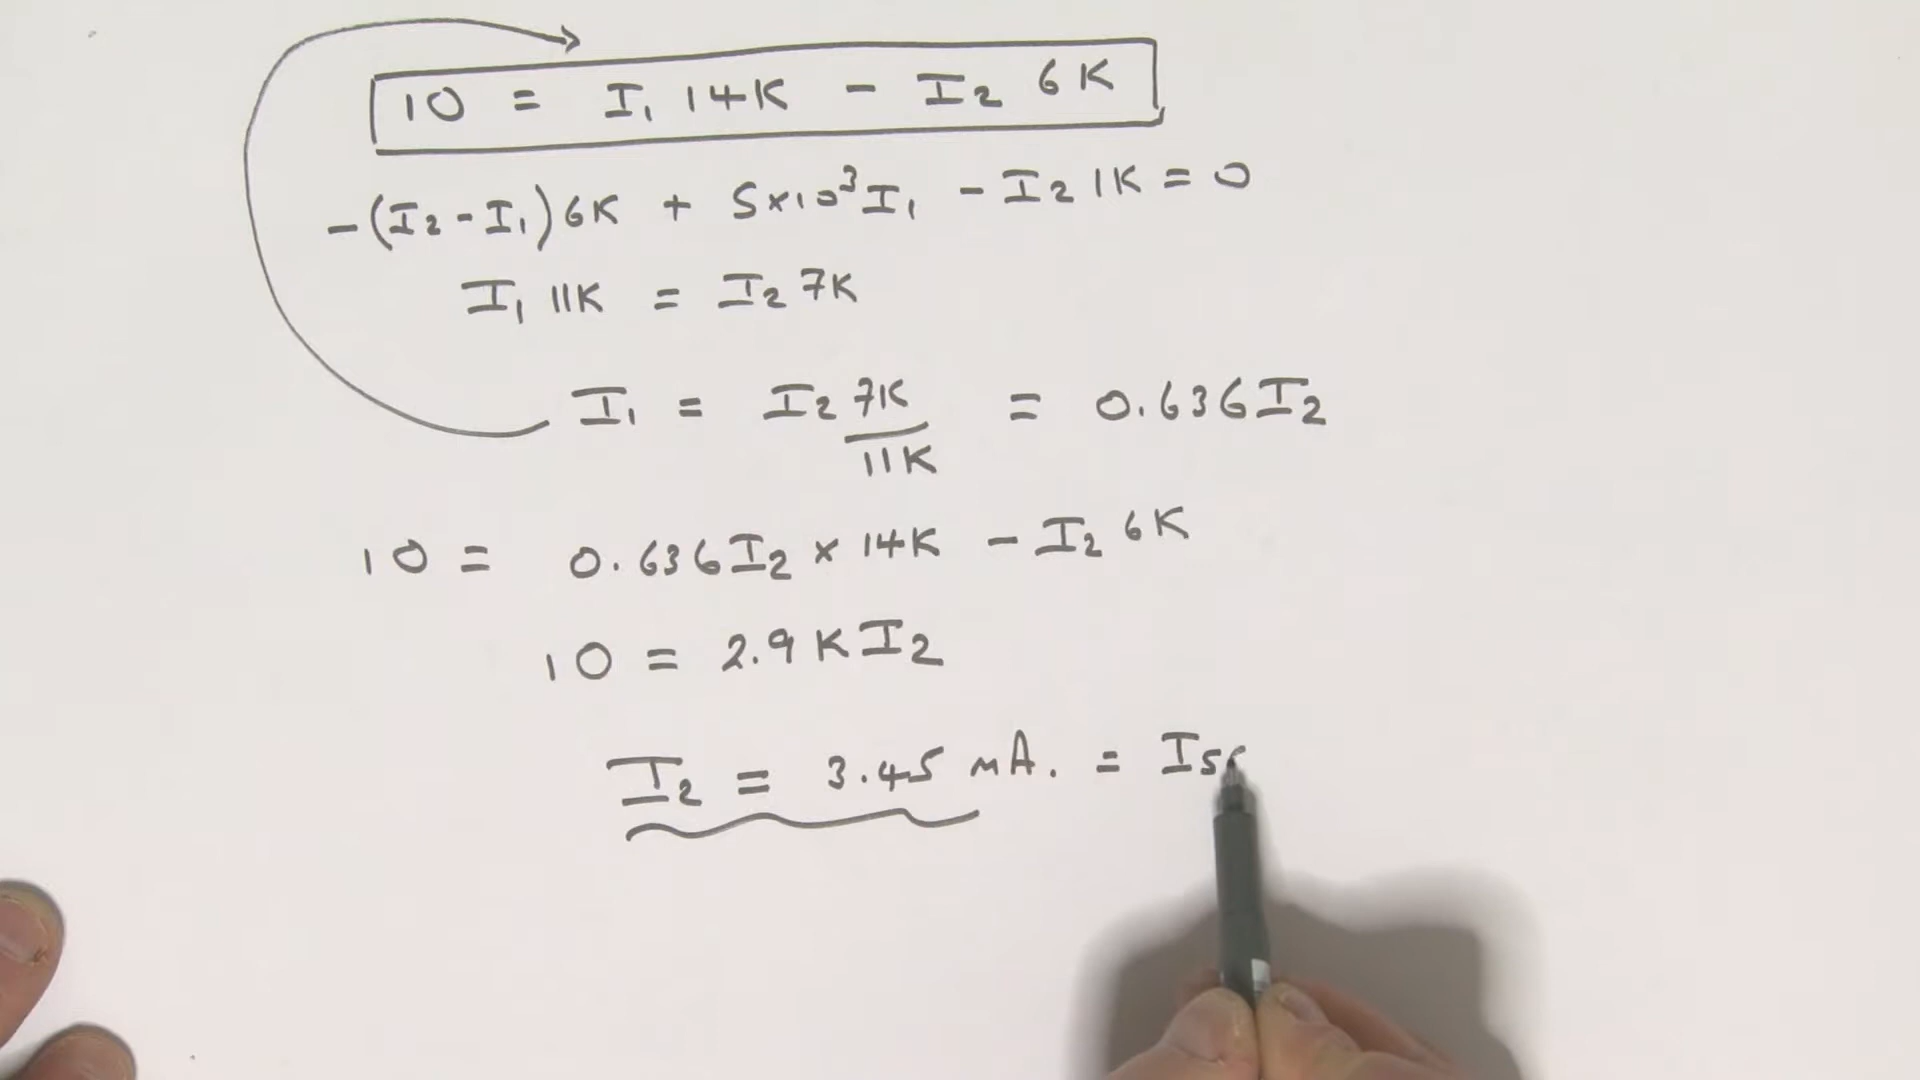 10 = I₁ 14K - I₂ 6K
-(I₂ - I₁) 6K + 5×10³ I₁ - I₂ 1K = 0
I₁ 11K = I₂ 7K
I₁ = I₂ 7K/11K = 0.636 I₂
10 = 0.636 I₂ × 14K - I₂ 6K
10 = 2.9 K I₂
I₂ = 3.45 mA. =